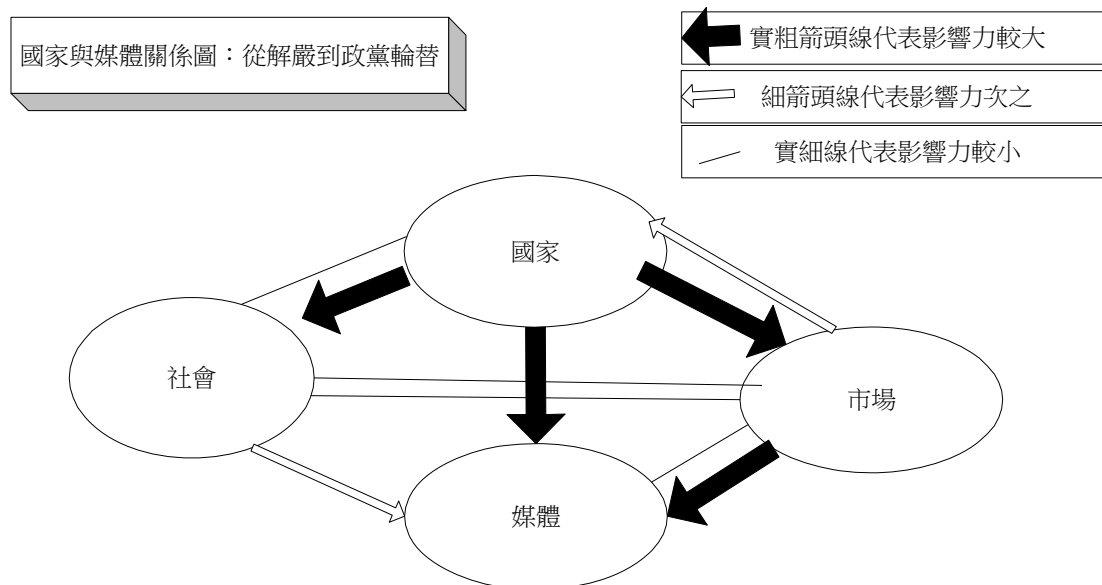 國家與媒體關係圖：從解嚴到政黨輪替
實粗箭頭線代表影響力較大
細箭頭線代表影響力次之
實細線代表影響力較小
國家
社會
市場
媒體